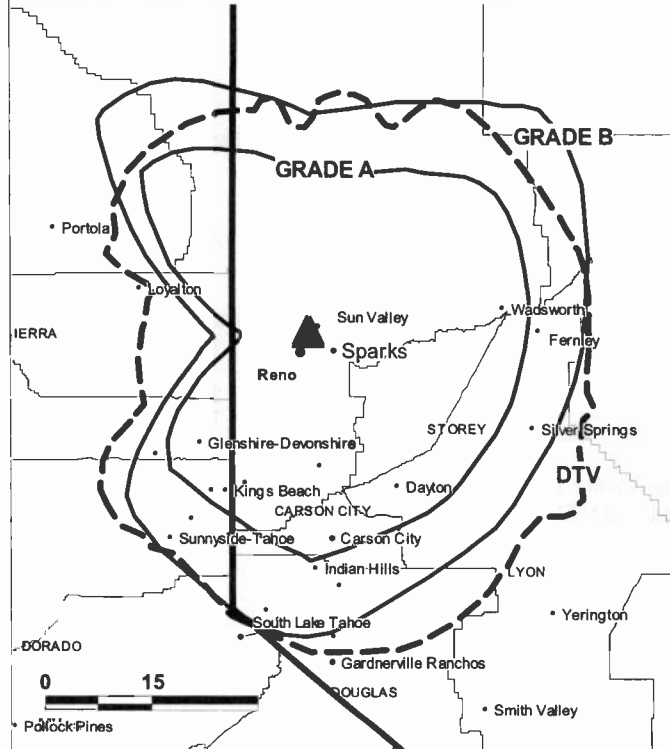 GRADE B
GRADE A
Portola
Loyalton
Wadsworth
Sun Valley
IERRA
Fernley
Sparks
Reno
STOREY
Silver Springs
Glenshire-Devonshire
DTV
Kings Beach
Dayton
CARSON CITY
Sunnyside-Tahoe
Carson City
Indian Hills
LYON
Yerington
South Lake Tahoe
DORADO
Gardnerville Ranchos
0 15
DOUGLAS
Smith Valley
Pollock Pines